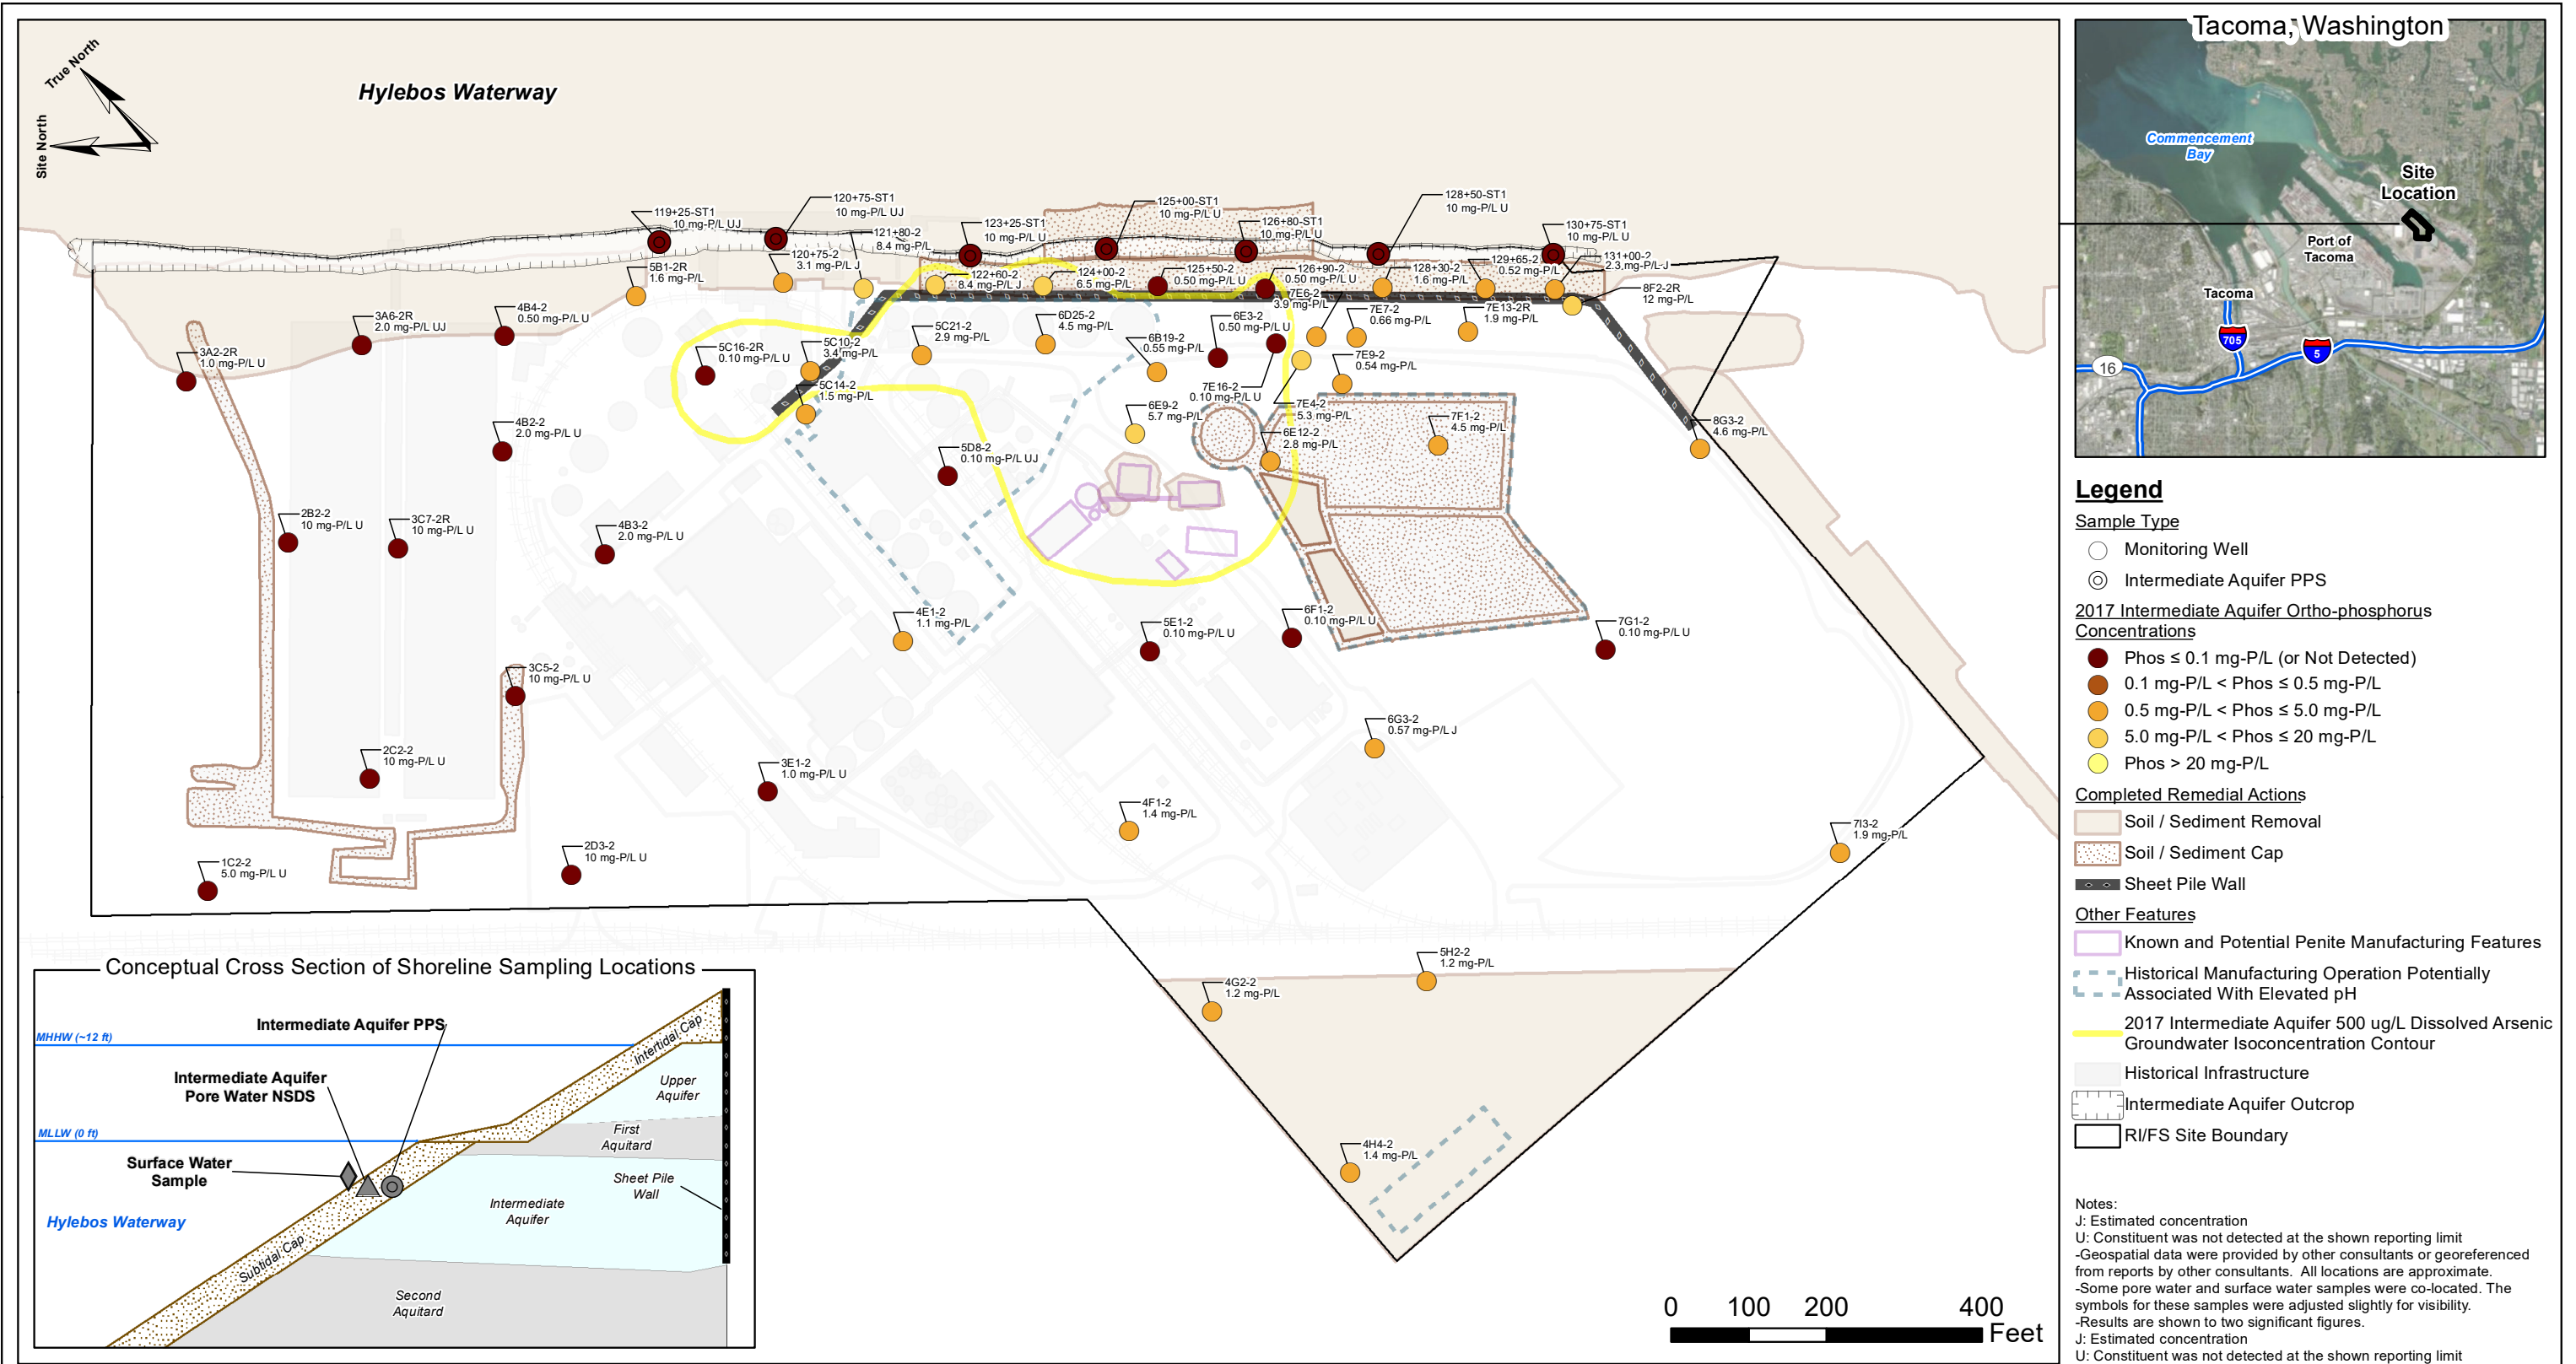 True North
Site North
Hylebos Waterway
119+25-ST1
10 mg-P/L UJ
120+75-ST1
10 mg-P/L UJ
121+80-2
8.4 mg-P/L
123+25-ST1
10 mg-P/L U
125+00-ST1
10 mg-P/L U
126+80-ST1
10 mg-P/L U
128+50-ST1
10 mg-P/L U
130+75-ST1
10 mg-P/L U
131+00-2
2.3 mg-P/L J
5B1-2R
1.6 mg-P/L
120+75-2
3.1 mg-P/L J
122+60-2
8.4 mg-P/L J
124+00-2
6.5 mg-P/L
125+50-2
0.50 mg-P/L U
126+90-2
0.50 mg-P/L U
128+30-2
1.6 mg-P/L
129+65-2
0.52 mg-P/L
8F2-2R
12 mg-P/L
3A2-2R
1.0 mg-P/L U
3A6-2R
2.0 mg-P/L UJ
4B4-2
0.50 mg-P/L U
5C16-2R
0.10 mg-P/L U
5C10-2
3.4 mg-P/L
5C14-2
1.5 mg-P/L
5C21-2
2.9 mg-P/L
6D25-2
4.5 mg-P/L
6B19-2
0.55 mg-P/L
6E3-2
0.50 mg-P/L U
7E6-2
3.9 mg-P/L
7E7-2
0.66 mg-P/L
7E13-2R
1.9 mg-P/L
7E9-2
0.54 mg-P/L
7E16-2
0.10 mg-P/L U
7E4-2
5.3 mg-P/L
6E9-2
5.7 mg-P/L
6E12-2
2.8 mg-P/L
7F1-2
4.5 mg-P/L
8G3-2
4.6 mg-P/L
4B2-2
2.0 mg-P/L U
5D8-2
0.10 mg-P/L UJ
2B2-2
10 mg-P/L U
3C7-2R
10 mg-P/L U
4B3-2
2.0 mg-P/L U
4E1-2
1.1 mg-P/L
5E1-2
0.10 mg-P/L U
6F1-2
0.10 mg-P/L U
7G1-2
0.10 mg-P/L U
3C5-2
10 mg-P/L U
6G3-2
0.57 mg-P/L J
2C2-2
10 mg-P/L U
3E1-2
1.0 mg-P/L U
4F1-2
1.4 mg-P/L
7I3-2
1.9 mg-P/L
1C2-2
5.0 mg-P/L U
2D3-2
10 mg-P/L U
4G2-2
1.2 mg-P/L
5H2-2
1.2 mg-P/L
4H4-2
1.4 mg-P/L
Conceptual Cross Section of Shoreline Sampling Locations
MHHW (~12 ft)
Intermediate Aquifer PPS
Intermediate Aquifer
Pore Water NSDS
MLLW (0 ft)
Surface Water
Sample
Hylebos Waterway
Intertidal Cap
Upper
Aquifer
First
Aquitard
Sheet Pile
Wall
Intermediate
Aquifer
Subtidal Cap
Second
Aquitard
0 100 200 400
Feet
Tacoma, Washington
Commencement
Bay
Site
Location
Port of
Tacoma
Tacoma
705
5
16
Legend
Sample Type
Monitoring Well
Intermediate Aquifer PPS
2017 Intermediate Aquifer Ortho-phosphorus
Concentrations
Phos ≤ 0.1 mg-P/L (or Not Detected)
0.1 mg-P/L < Phos ≤ 0.5 mg-P/L
0.5 mg-P/L < Phos ≤ 5.0 mg-P/L
5.0 mg-P/L < Phos ≤ 20 mg-P/L
Phos > 20 mg-P/L
Completed Remedial Actions
Soil / Sediment Removal
Soil / Sediment Cap
Sheet Pile Wall
Other Features
Known and Potential Penite Manufacturing Features
Historical Manufacturing Operation Potentially
Associated With Elevated pH
2017 Intermediate Aquifer 500 ug/L Dissolved Arsenic
Groundwater Isoconcentration Contour
Historical Infrastructure
Intermediate Aquifer Outcrop
RI/FS Site Boundary
Notes:
J: Estimated concentration
U: Constituent was not detected at the shown reporting limit
-Geospatial data were provided by other consultants or georeferenced
from reports by other consultants. All locations are approximate.
-Some pore water and surface water samples were co-located. The
symbols for these samples were adjusted slightly for visibility.
-Results are shown to two significant figures.
J: Estimated concentration
U: Constituent was not detected at the shown reporting limit